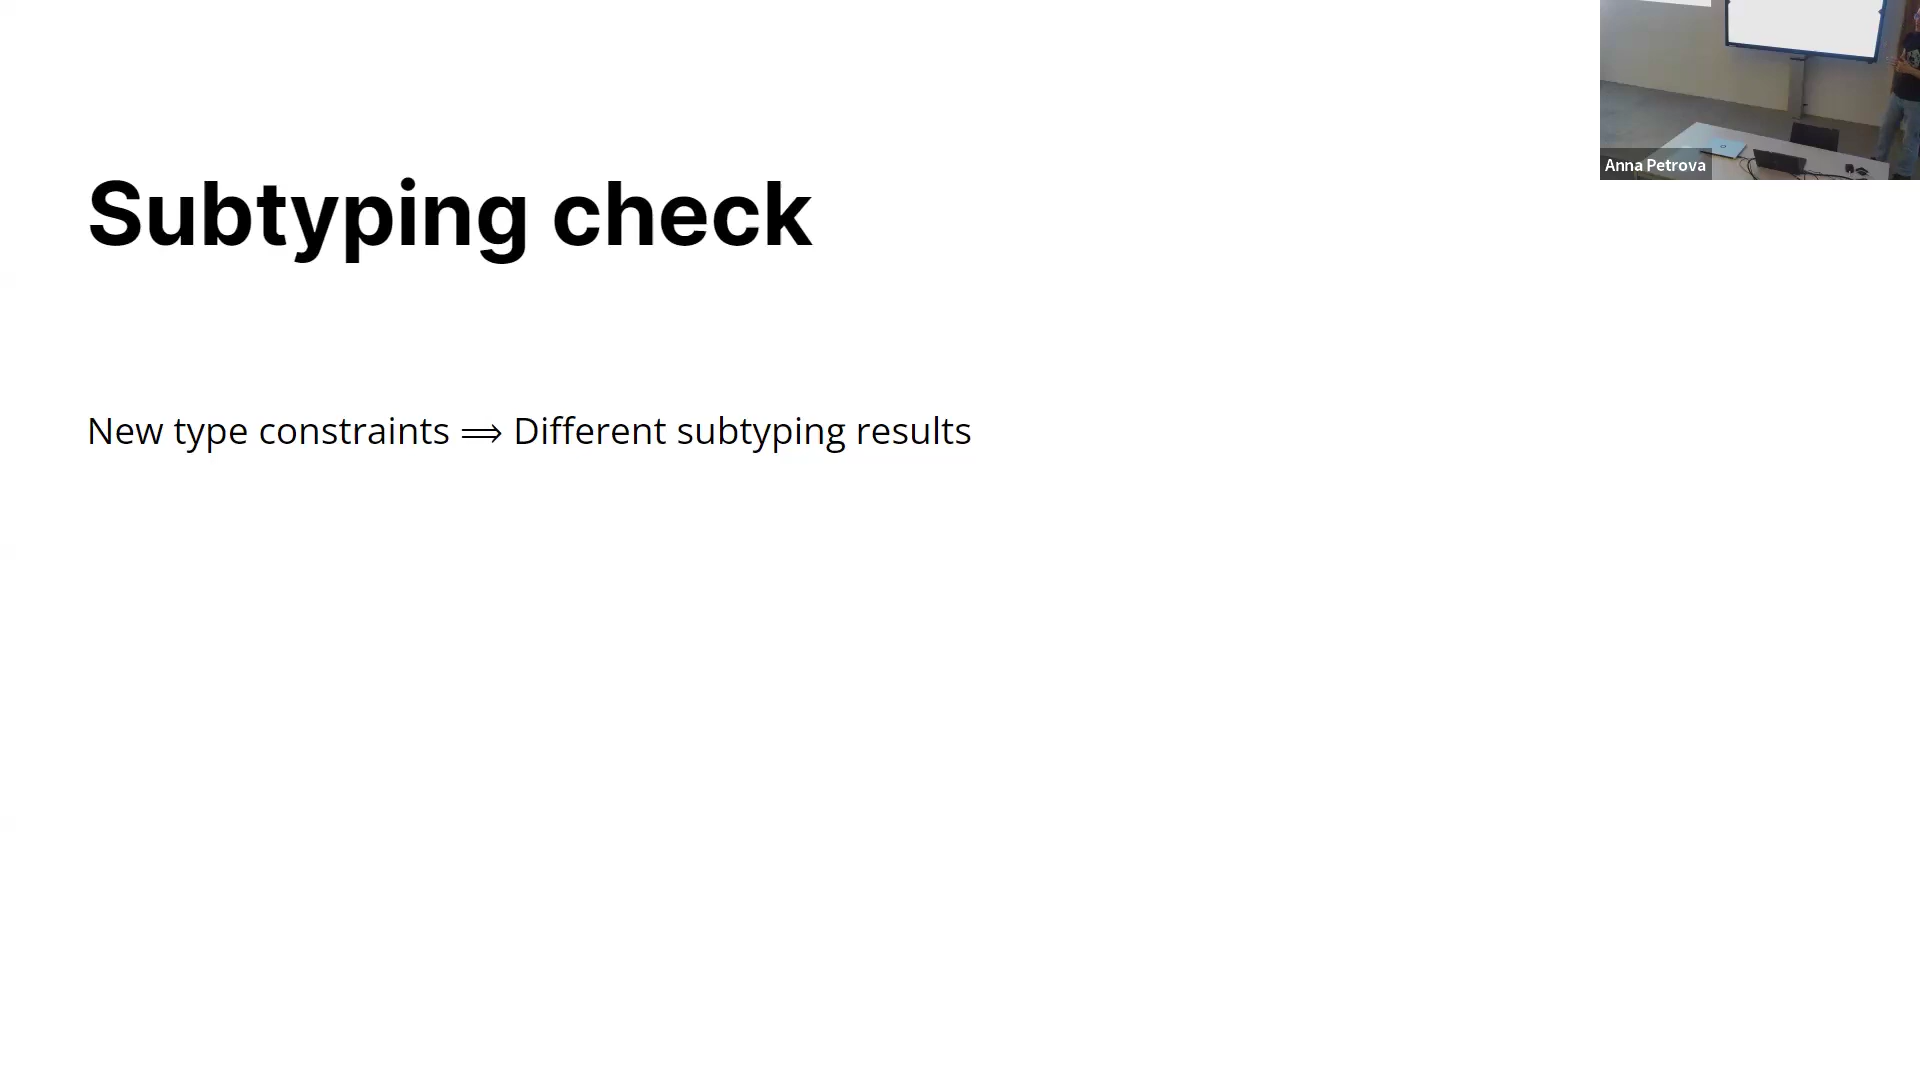 Subtyping check
New type constraints ⟹ Different subtyping results
Anna Petrova